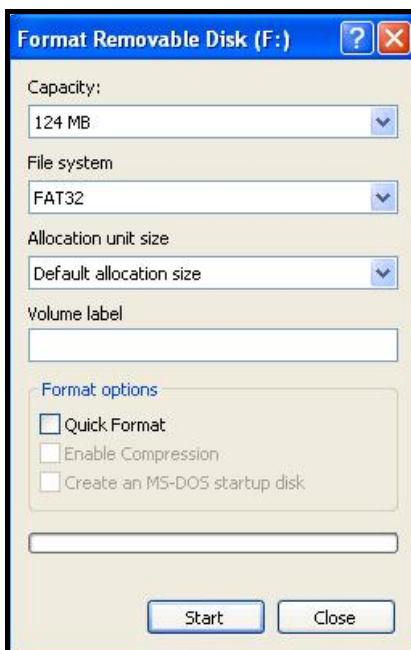 Format Removable Disk (F:)
Capacity:
124 MB
File system
FAT32
Allocation unit size
Default allocation size
Volume label
Format options
Quick Format
Enable Compression
Create an MS-DOS startup disk
Start Close